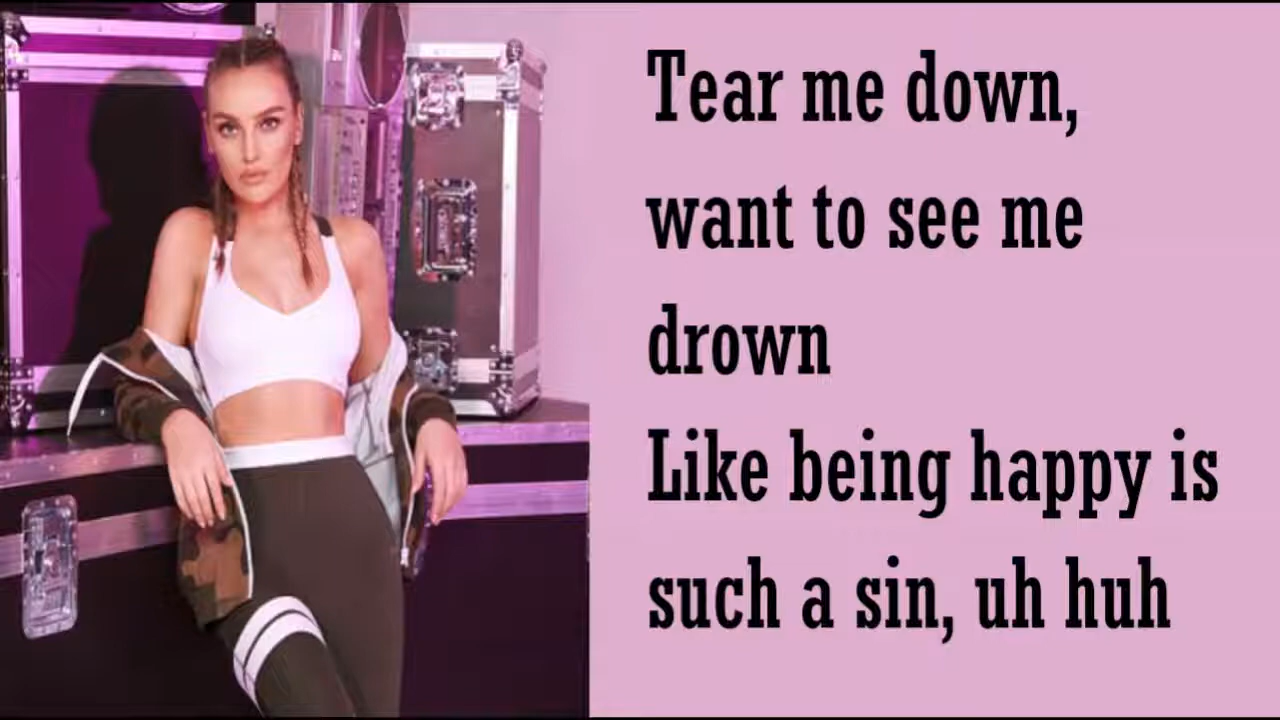 Tear me down,
want to see me
drown
Like being happy is
such a sin, uh huh